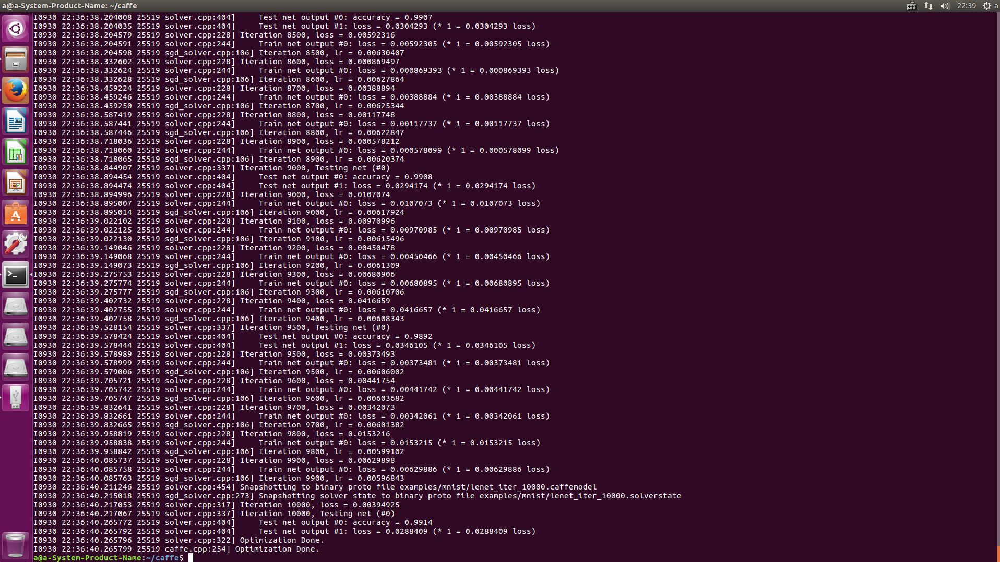 a@a-System-Product-Name: ~/caffe
22:39
a
I0930 22:36:38.204008 25519 solver.cpp:404]     Test net output #0: accuracy = 0.9907
I0930 22:36:38.204035 25519 solver.cpp:404]     Test net output #1: loss = 0.0304293 (* 1 = 0.0304293 loss)
I0930 22:36:38.204579 25519 solver.cpp:228] Iteration 8500, loss = 0.00592316
I0930 22:36:38.204591 25519 solver.cpp:244]     Train net output #0: loss = 0.00592305 (* 1 = 0.00592305 loss)
I0930 22:36:38.204598 25519 sgd_solver.cpp:106] Iteration 8500, lr = 0.00630407
I0930 22:36:38.332602 25519 solver.cpp:228] Iteration 8600, loss = 0.000869497
I0930 22:36:38.332624 25519 solver.cpp:244]     Train net output #0: loss = 0.000869393 (* 1 = 0.000869393 loss)
I0930 22:36:38.332628 25519 sgd_solver.cpp:106] Iteration 8600, lr = 0.00627864
I0930 22:36:38.459224 25519 solver.cpp:228] Iteration 8700, loss = 0.00388894
I0930 22:36:38.459246 25519 solver.cpp:244]     Train net output #0: loss = 0.00388884 (* 1 = 0.00388884 loss)
I0930 22:36:38.459250 25519 sgd_solver.cpp:106] Iteration 8700, lr = 0.00625344
I0930 22:36:38.587419 25519 solver.cpp:228] Iteration 8800, loss = 0.00117748
I0930 22:36:38.587441 25519 solver.cpp:244]     Train net output #0: loss = 0.00117737 (* 1 = 0.00117737 loss)
I0930 22:36:38.587446 25519 sgd_solver.cpp:106] Iteration 8800, lr = 0.00622847
I0930 22:36:38.718036 25519 solver.cpp:228] Iteration 8900, loss = 0.000578212
I0930 22:36:38.718060 25519 solver.cpp:244]     Train net output #0: loss = 0.000578099 (* 1 = 0.000578099 loss)
I0930 22:36:38.718065 25519 sgd_solver.cpp:106] Iteration 8900, lr = 0.00620374
I0930 22:36:38.844907 25519 solver.cpp:337] Iteration 9000, Testing net (#0)
I0930 22:36:38.894454 25519 solver.cpp:404]     Test net output #0: accuracy = 0.9908
I0930 22:36:38.894474 25519 solver.cpp:404]     Test net output #1: loss = 0.0294174 (* 1 = 0.0294174 loss)
I0930 22:36:38.894996 25519 solver.cpp:228] Iteration 9000, loss = 0.0107074
I0930 22:36:38.895007 25519 solver.cpp:244]     Train net output #0: loss = 0.0107073 (* 1 = 0.0107073 loss)
I0930 22:36:38.895014 25519 sgd_solver.cpp:106] Iteration 9000, lr = 0.00617924
I0930 22:36:39.022102 25519 solver.cpp:228] Iteration 9100, loss = 0.00970996
I0930 22:36:39.022125 25519 solver.cpp:244]     Train net output #0: loss = 0.00970985 (* 1 = 0.00970985 loss)
I0930 22:36:39.022130 25519 sgd_solver.cpp:106] Iteration 9100, lr = 0.00615496
I0930 22:36:39.149046 25519 solver.cpp:228] Iteration 9200, loss = 0.00450478
I0930 22:36:39.149068 25519 solver.cpp:244]     Train net output #0: loss = 0.00450466 (* 1 = 0.00450466 loss)
I0930 22:36:39.149073 25519 sgd_solver.cpp:106] Iteration 9200, lr = 0.0061309
I0930 22:36:39.275753 25519 solver.cpp:228] Iteration 9300, loss = 0.00680906
I0930 22:36:39.275774 25519 solver.cpp:244]     Train net output #0: loss = 0.00680895 (* 1 = 0.00680895 loss)
I0930 22:36:39.275777 25519 sgd_solver.cpp:106] Iteration 9300, lr = 0.00610706
I0930 22:36:39.402732 25519 solver.cpp:228] Iteration 9400, loss = 0.0416659
I0930 22:36:39.402755 25519 solver.cpp:244]     Train net output #0: loss = 0.0416657 (* 1 = 0.0416657 loss)
I0930 22:36:39.402758 25519 sgd_solver.cpp:106] Iteration 9400, lr = 0.00608343
I0930 22:36:39.528154 25519 solver.cpp:337] Iteration 9500, Testing net (#0)
I0930 22:36:39.578424 25519 solver.cpp:404]     Test net output #0: accuracy = 0.9892
I0930 22:36:39.578444 25519 solver.cpp:404]     Test net output #1: loss = 0.0346105 (* 1 = 0.0346105 loss)
I0930 22:36:39.578989 25519 solver.cpp:228] Iteration 9500, loss = 0.00373493
I0930 22:36:39.578999 25519 solver.cpp:244]     Train net output #0: loss = 0.00373481 (* 1 = 0.00373481 loss)
I0930 22:36:39.579006 25519 sgd_solver.cpp:106] Iteration 9500, lr = 0.00606002
I0930 22:36:39.705721 25519 solver.cpp:228] Iteration 9600, loss = 0.00441754
I0930 22:36:39.705742 25519 solver.cpp:244]     Train net output #0: loss = 0.00441742 (* 1 = 0.00441742 loss)
I0930 22:36:39.705747 25519 sgd_solver.cpp:106] Iteration 9600, lr = 0.00603682
I0930 22:36:39.832641 25519 solver.cpp:228] Iteration 9700, loss = 0.00342073
I0930 22:36:39.832661 25519 solver.cpp:244]     Train net output #0: loss = 0.00342061 (* 1 = 0.00342061 loss)
I0930 22:36:39.832665 25519 sgd_solver.cpp:106] Iteration 9700, lr = 0.00601382
I0930 22:36:39.958819 25519 solver.cpp:228] Iteration 9800, loss = 0.0153216
I0930 22:36:39.958838 25519 solver.cpp:244]     Train net output #0: loss = 0.0153215 (* 1 = 0.0153215 loss)
I0930 22:36:39.958842 25519 sgd_solver.cpp:106] Iteration 9800, lr = 0.00599102
I0930 22:36:40.085737 25519 solver.cpp:228] Iteration 9900, loss = 0.00629898
I0930 22:36:40.085758 25519 solver.cpp:244]     Train net output #0: loss = 0.00629886 (* 1 = 0.00629886 loss)
I0930 22:36:40.085763 25519 sgd_solver.cpp:106] Iteration 9900, lr = 0.00596843
I0930 22:36:40.211246 25519 solver.cpp:454] Snapshotting to binary proto file examples/mnist/lenet_iter_10000.caffemodel
I0930 22:36:40.215018 25519 sgd_solver.cpp:273] Snapshotting solver state to binary proto file examples/mnist/lenet_iter_10000.solverstate
I0930 22:36:40.217053 25519 solver.cpp:317] Iteration 10000, loss = 0.00394925
I0930 22:36:40.217067 25519 solver.cpp:337] Iteration 10000, Testing net (#0)
I0930 22:36:40.265772 25519 solver.cpp:404]     Test net output #0: accuracy = 0.9914
I0930 22:36:40.265792 25519 solver.cpp:404]     Test net output #1: loss = 0.0288409 (* 1 = 0.0288409 loss)
I0930 22:36:40.265796 25519 solver.cpp:322] Optimization Done.
I0930 22:36:40.265799 25519 caffe.cpp:254] Optimization Done.
a@a-System-Product-Name:~/caffe$